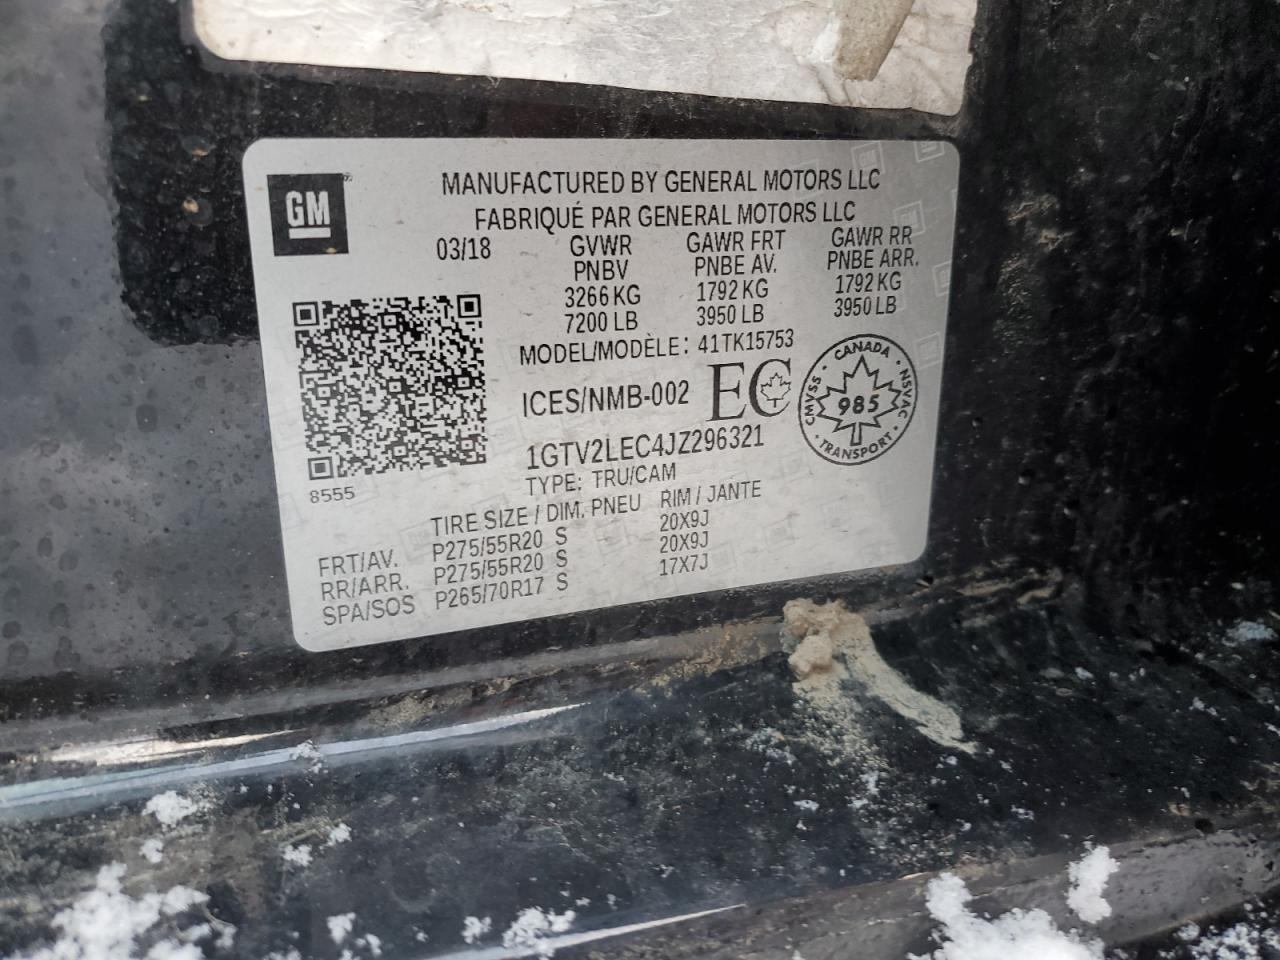 GM
MANUFACTURED BY GENERAL MOTORS LLC
FABRIQUÉ PAR GENERAL MOTORS LLC
03/18 GVWR GAWR FRT GAWR RR
PNBV PNBE AV. PNBE ARR.
3266 KG 1792 KG 1792 KG
7200 LB 3950 LB 3950 LB
MODEL/MODÈLE: 41TK15753
ICES/NMB-002 EC
CANADA
CMVSS 985 NSVAC
TRANSPORT
1GTV2LEC4JZ296321
TYPE: TRU/CAM
8555
TIRE SIZE / DIM. PNEU RIM / JANTE
FRT/AV. P275/55R20 S 20X9J
RR/ARR. P275/55R20 S 20X9J
SPA/SOS P265/70R17 S 17X7J